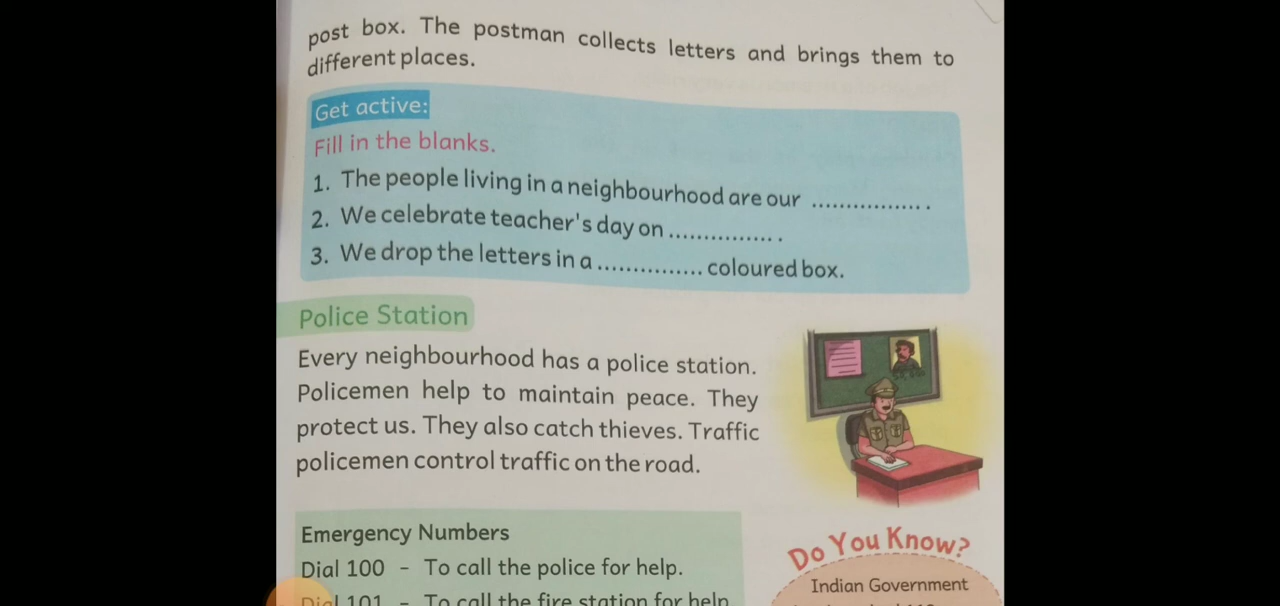 post box. The postman collects letters and brings them to
different places.
Get active:
Fill in the blanks.
1. The people living in a neighbourhood are our .................
2. We celebrate teacher's day on ............... .
3. We drop the letters in a ............... coloured box.
Police Station
Every neighbourhood has a police station.
Policemen help to maintain peace. They
protect us. They also catch thieves. Traffic
policemen control traffic on the road.
Emergency Numbers
Dial 100 - To call the police for help.
Dial 101 - To call the fire station for help
Do You Know?
Indian Government